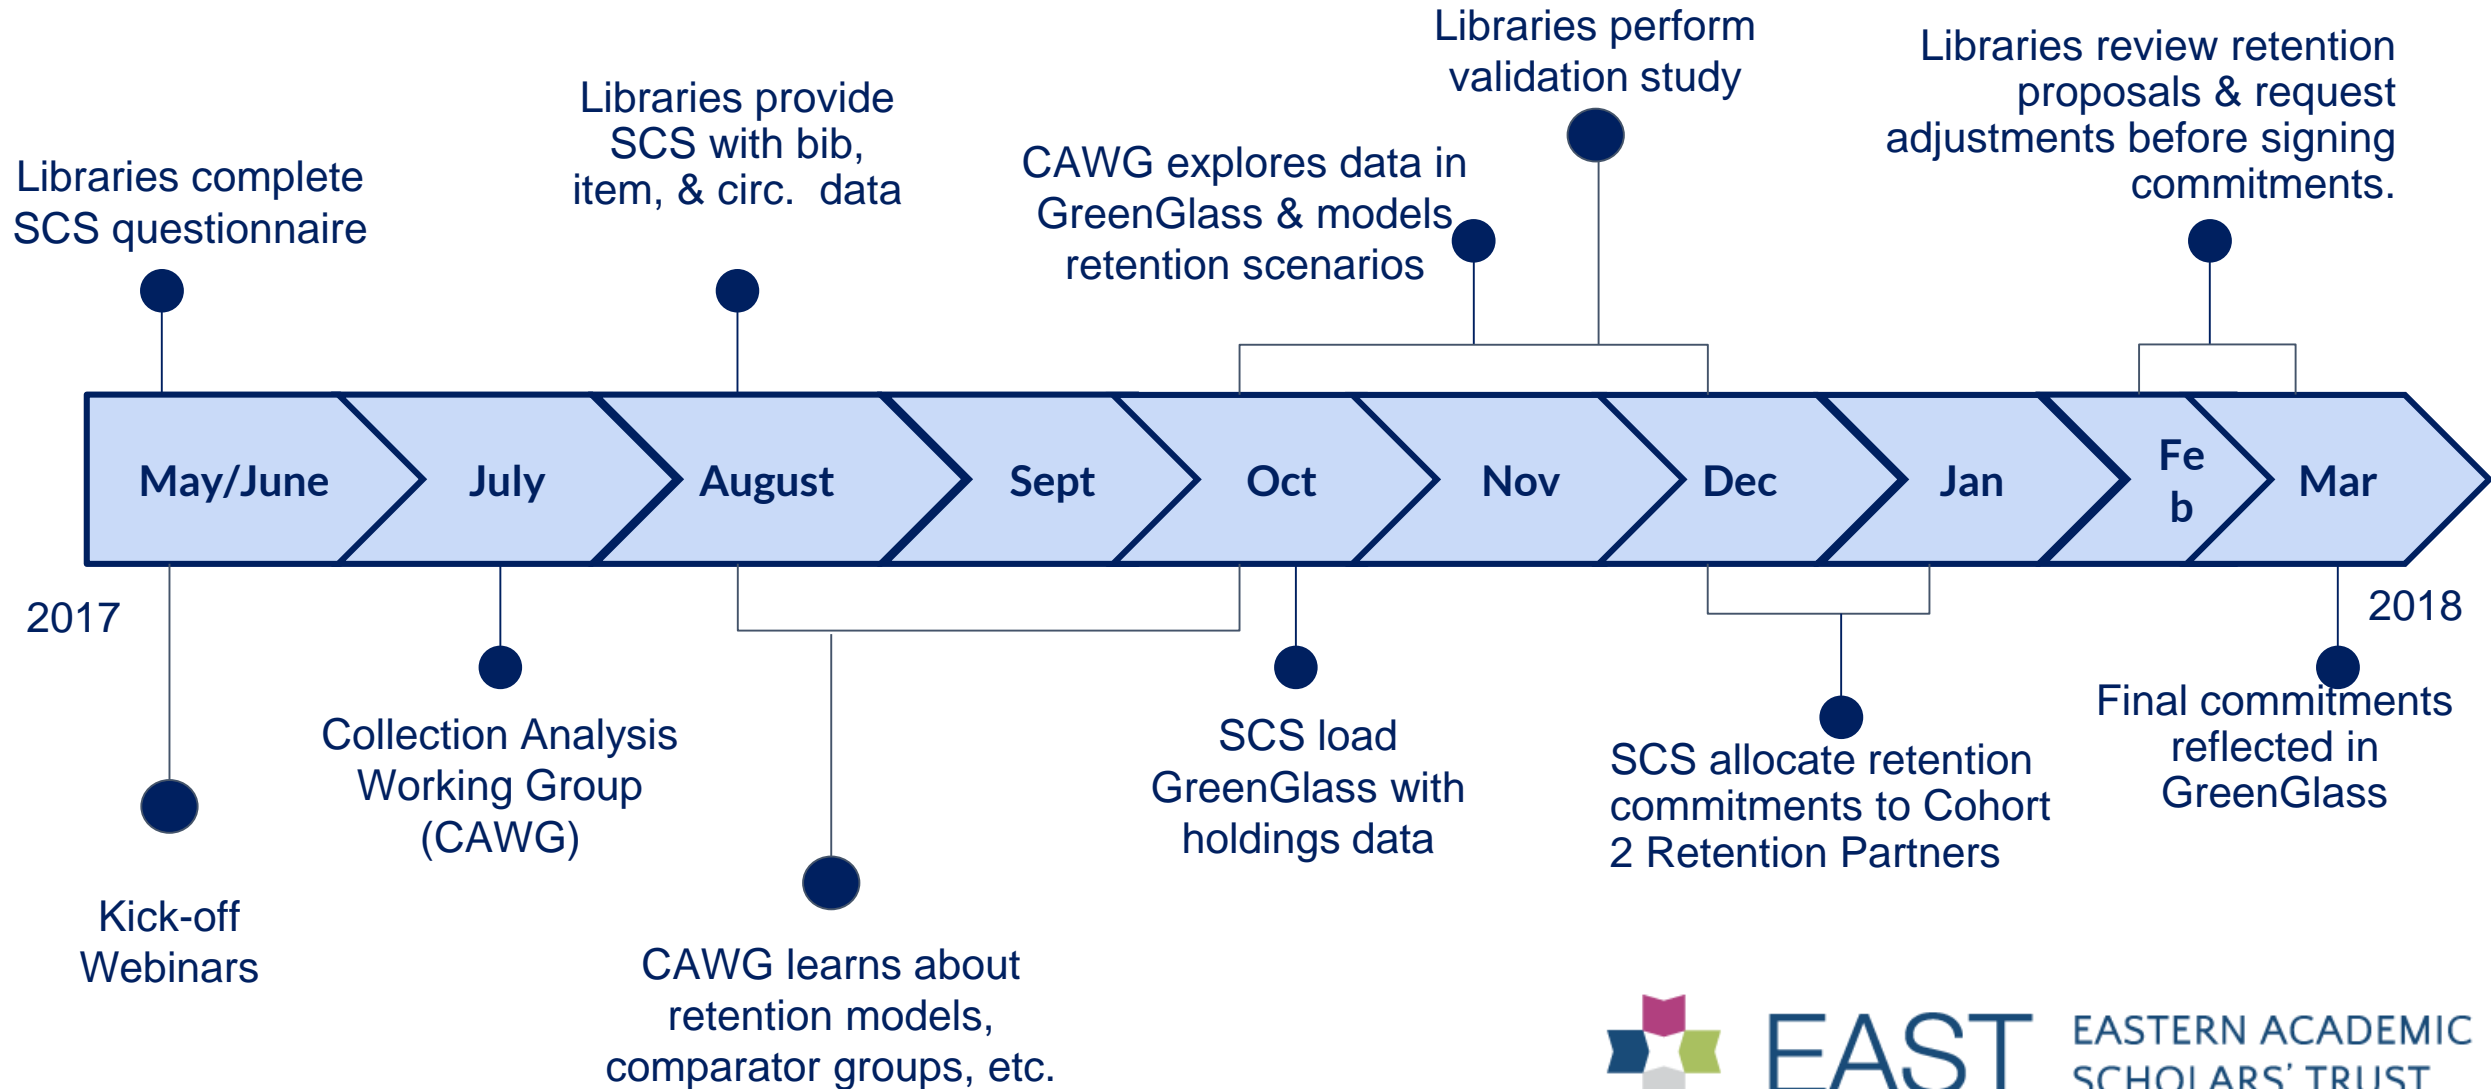 Libraries complete
SCS questionnaire
Libraries provide
SCS with bib,
item, & circ.  data
CAWG explores data in
GreenGlass & models
retention scenarios
Libraries perform
validation study
Libraries review retention
proposals & request
adjustments before signing
commitments.
May/June
July
August
Sept
Oct
Nov
Dec
Jan
Fe
b
Mar
2017
2018
Kick-off
Webinars
Collection Analysis
Working Group
(CAWG)
CAWG learns about
retention models,
comparator groups, etc.
SCS load
GreenGlass with
holdings data
SCS allocate retention
commitments to Cohort
2 Retention Partners
Final commitments
reflected in
GreenGlass
EAST
EASTERN ACADEMIC
SCHOLARS' TRUST